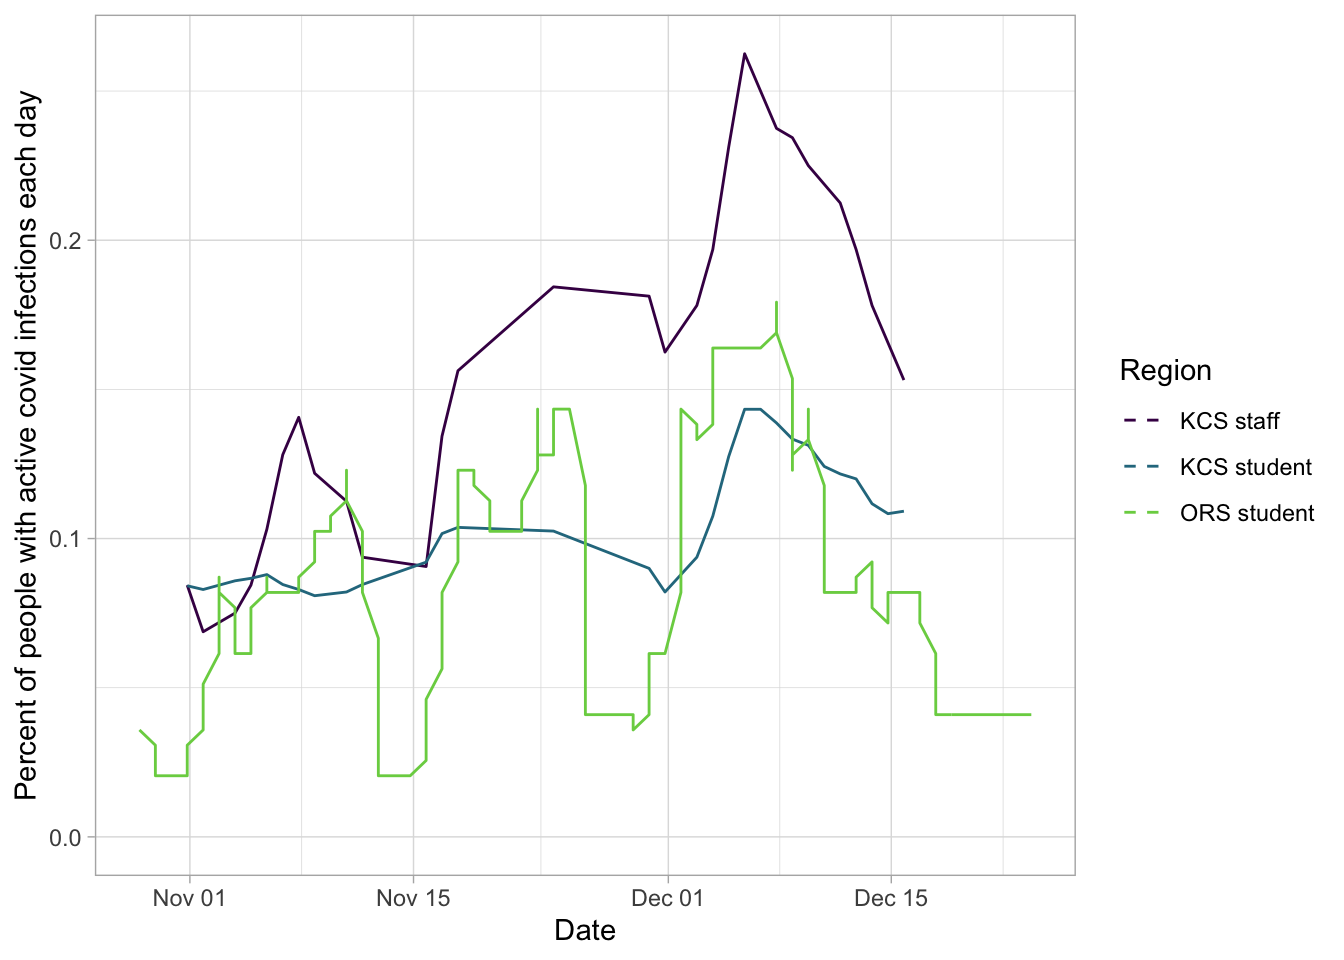 Percent of people with active covid infections each day
0.2
0.1
0.0
Nov 01
Nov 15
Dec 01
Dec 15
Date
Region
KCS staff
KCS student
ORS student